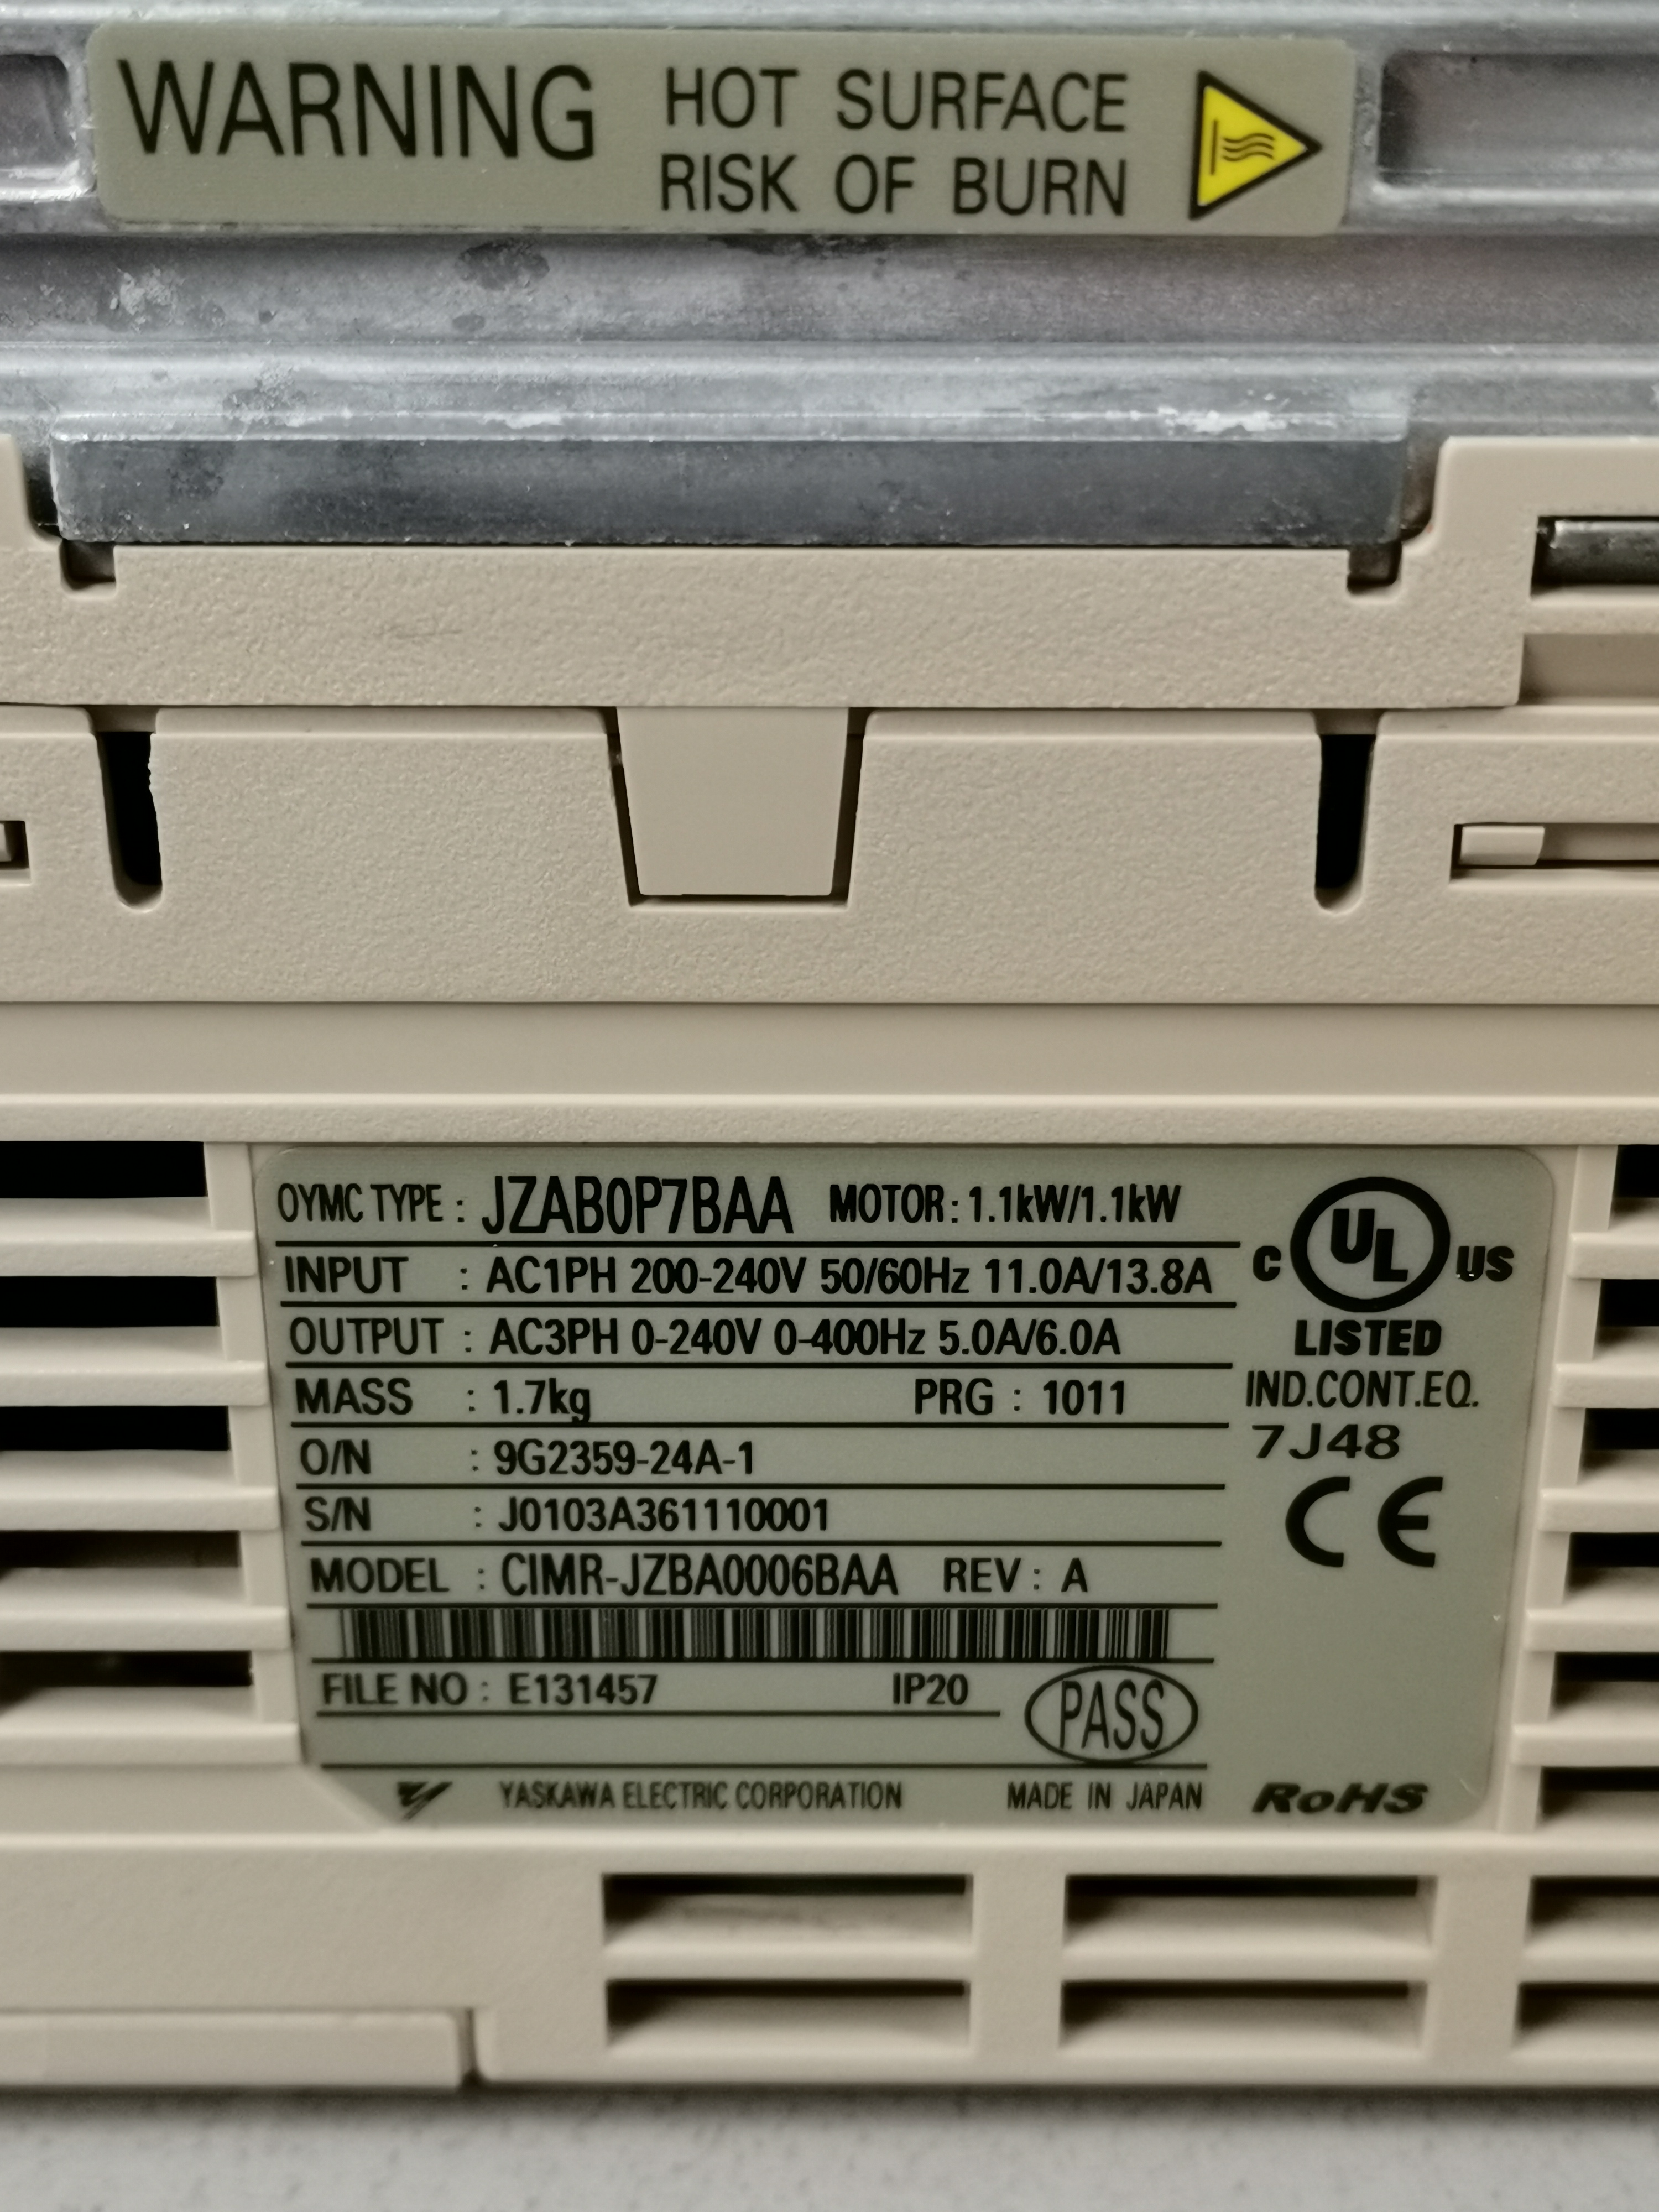 WARNING HOT SURFACE
RISK OF BURN
OYMC TYPE : JZAB0P7BAA MOTOR : 1.1kW/1.1kW
INPUT : AC1PH 200-240V 50/60Hz 11.0A/13.8A
OUTPUT : AC3PH 0-240V 0-400Hz 5.0A/6.0A
MASS : 1.7kg PRG : 1011
O/N : 9G2359-24A-1
S/N : J0103A361110001
MODEL : CIMR-JZBA0006BAA REV : A
FILE NO : E131457 IP20 PASS
YASKAWA ELECTRIC CORPORATION MADE IN JAPAN
C UL US
LISTED
IND.CONT.EQ.
7J48
CE
RoHS